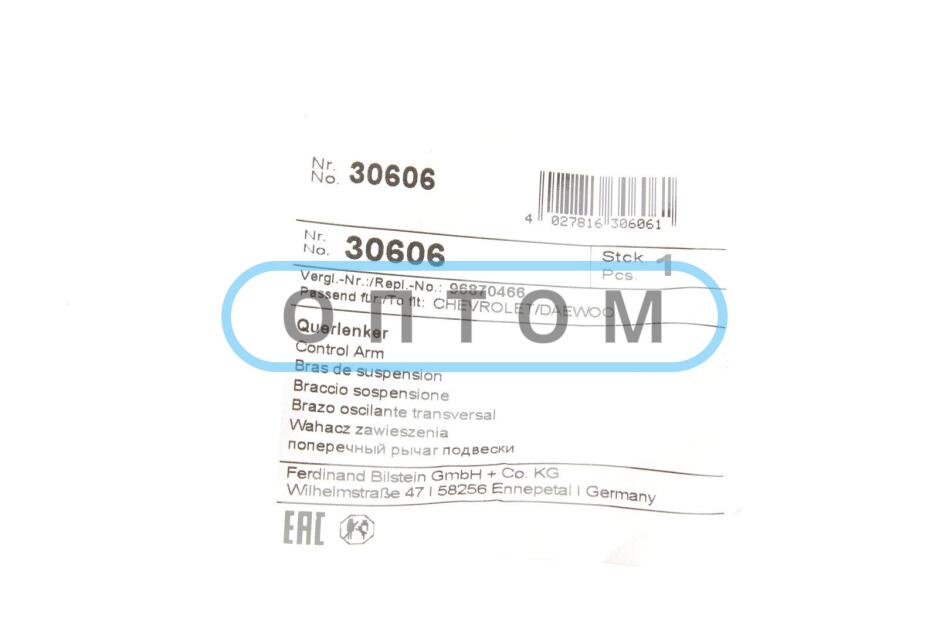 Nr.
No. 30606
4 027816 306061
Nr.
No. 30606
Stck.
Pcs. 1
Vergl.-Nr.:/Repl.-No.: 96870466
Passend für:/To fit: CHEVROLET/DAEWOO
ОПТОМ
Querlenker
Control Arm
Bras de suspension
Braccio sospensione
Brazo oscilante transversal
Wahacz zawieszenia
поперечный рычаг подвески
Ferdinand Bilstein GmbH + Co. KG
Wilhelmstraße 47 I 58256 Ennepetal I Germany
EAC